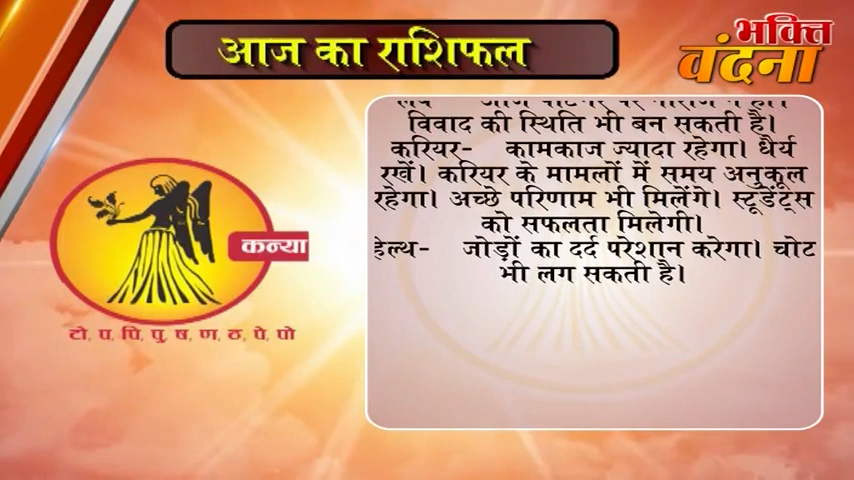 आज का राशिफल
भक्ति
वंदना
विवाद की स्थिति भी बन सकती है।
करियर- कामकाज ज्यादा रहेगा। धैर्य
रखें। करियर के मामलों में समय अनुकूल
रहेगा। अच्छे परिणाम भी मिलेंगे। स्टूडेंट्स
को सफलता मिलेगी।
हेल्थ- जोड़ों का दर्द परेशान करेगा। चोट
भी लग सकती है।
कन्या
टो, प, पि, पु, ष, ण, ठ, पे, पो